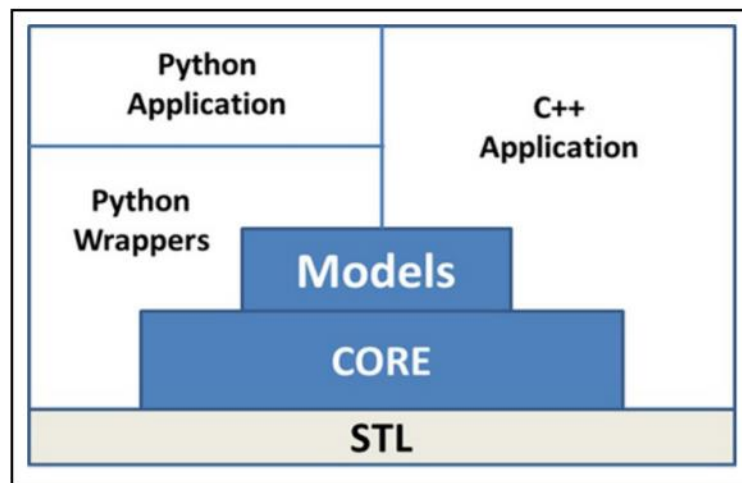 Python
Application
C++
Application
Python
Wrappers
Models
CORE
STL